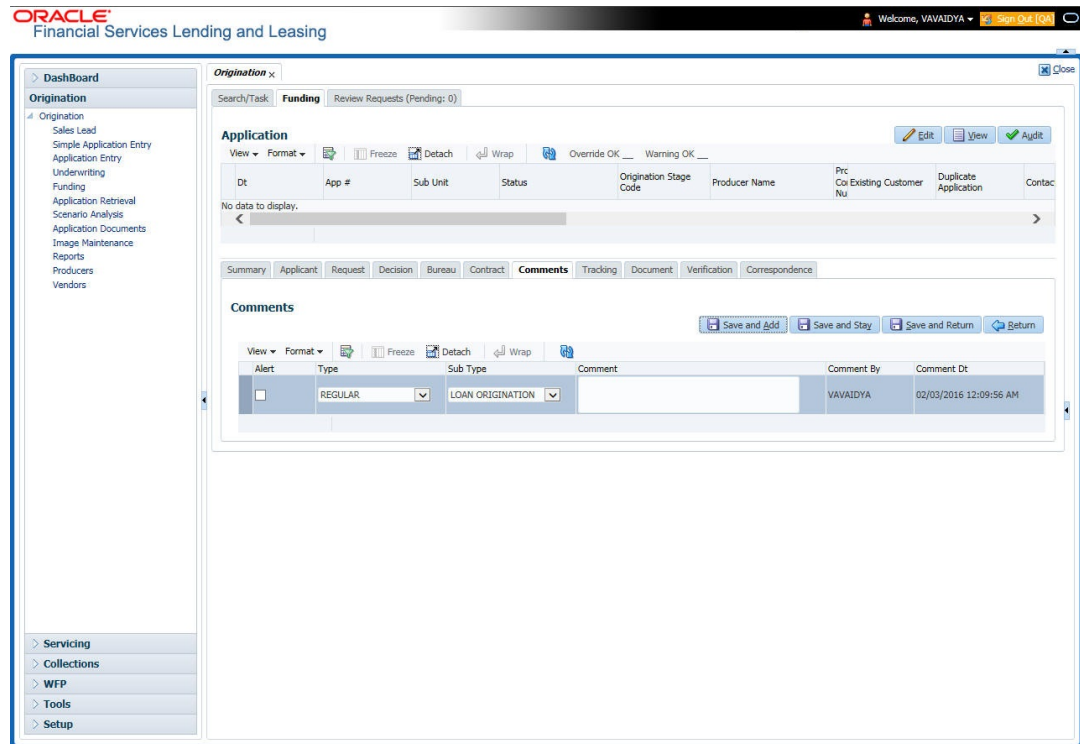 ORACLE
Financial Services Lending and Leasing
Welcome, VAVAIDYA
Sign Out [QA]
Close
DashBoard
Origination
Origination
Sales Lead
Simple Application Entry
Application Entry
Underwriting
Funding
Application Retrieval
Scenario Analysis
Application Documents
Image Maintenance
Reports
Producers
Vendors
Servicing
Collections
WFP
Tools
Setup
Origination ×
Search/Task Funding Review Requests (Pending: 0)
Application
Edit View Audit
View Format Freeze Detach Wrap Override OK __ Warning OK __
Dt App # Sub Unit Status Origination Stage Code Producer Name Prc Co Nu Existing Customer Duplicate Application Contac
No data to display.
Summary Applicant Request Decision Bureau Contract Comments Tracking Document Verification Correspondence
Comments
Save and Add Save and Stay Save and Return Return
View Format Freeze Detach Wrap
Alert Type Sub Type Comment Comment By Comment Dt
REGULAR LOAN ORIGINATION VAVAIDYA 02/03/2016 12:09:56 AM